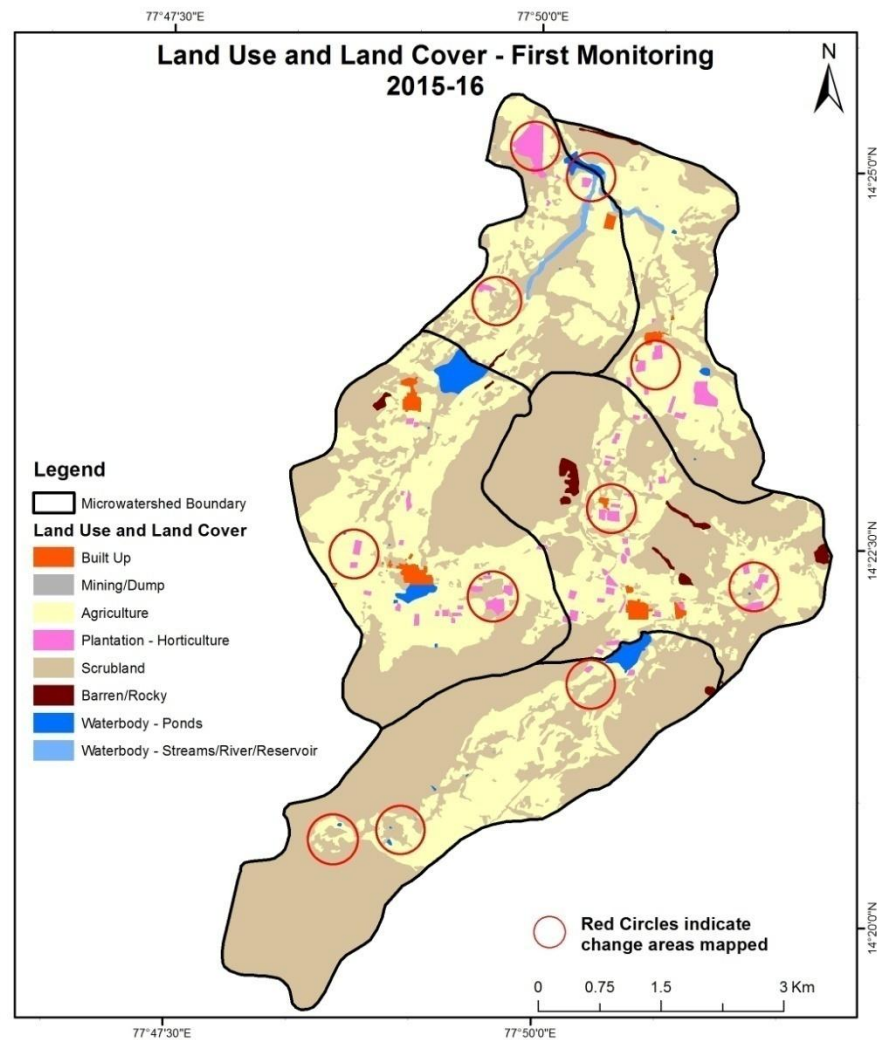 77°47'30"E
77°50'0"E
Land Use and Land Cover - First Monitoring
2015-16
N
14°25'0"N
Legend
Microwatershed Boundary
Land Use and Land Cover
Built Up
Mining/Dump
Agriculture
Plantation - Horticulture
Scrubland
Barren/Rocky
Waterbody - Ponds
Waterbody - Streams/River/Reservoir
14°22'30"N
Red Circles indicate
change areas mapped
14°20'0"N
0 0.75 1.5 3 Km
77°47'30"E
77°50'0"E